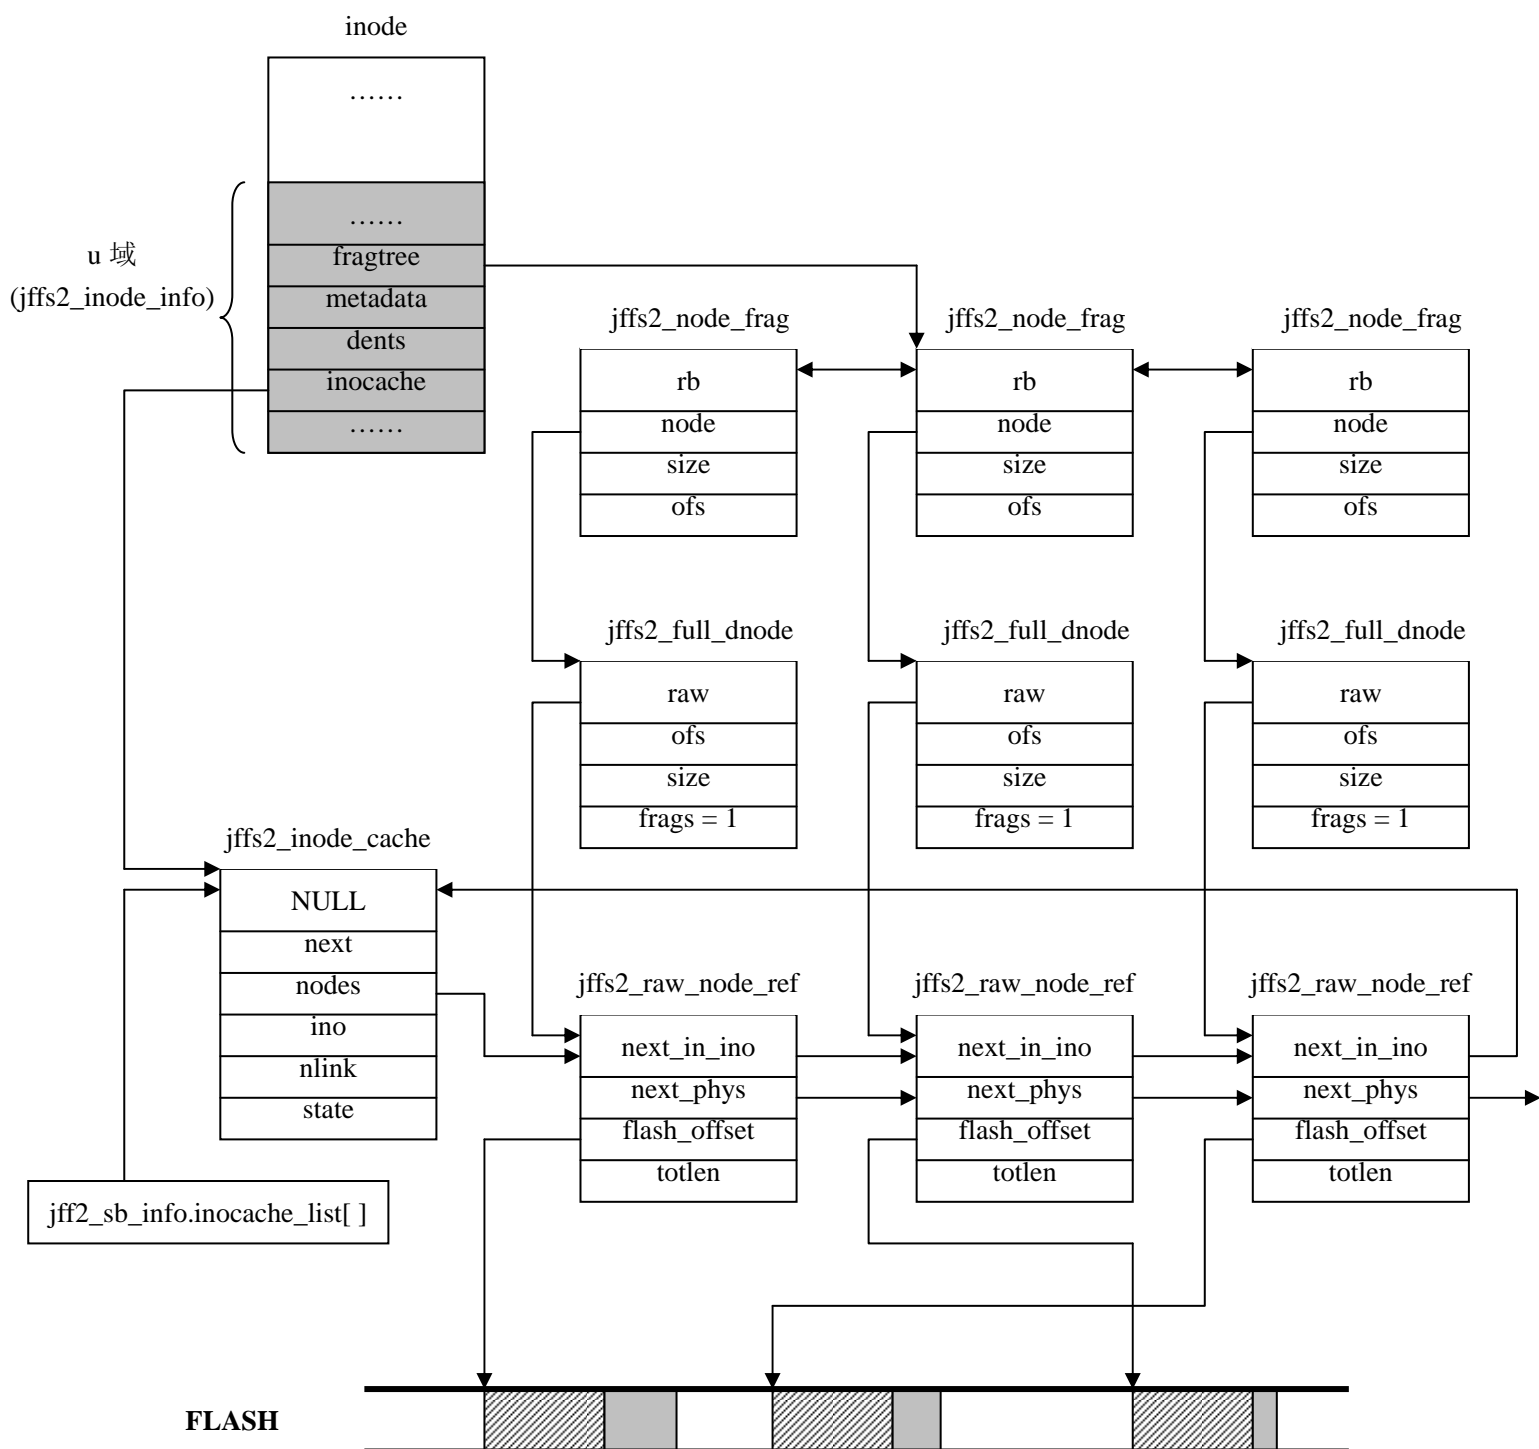 inode
……
……
fragtree
metadata
dents
inocache
……
u 域
(jffs2_inode_info)
jffs2_node_frag
rb
node
size
ofs
jffs2_node_frag
rb
node
size
ofs
jffs2_node_frag
rb
node
size
ofs
jffs2_full_dnode
raw
ofs
size
frags = 1
jffs2_full_dnode
raw
ofs
size
frags = 1
jffs2_full_dnode
raw
ofs
size
frags = 1
jffs2_inode_cache
NULL
next
nodes
ino
nlink
state
jff2_sb_info.inocache_list[ ]
jffs2_raw_node_ref
next_in_ino
next_phys
flash_offset
totlen
jffs2_raw_node_ref
next_in_ino
next_phys
flash_offset
totlen
jffs2_raw_node_ref
next_in_ino
next_phys
flash_offset
totlen
FLASH